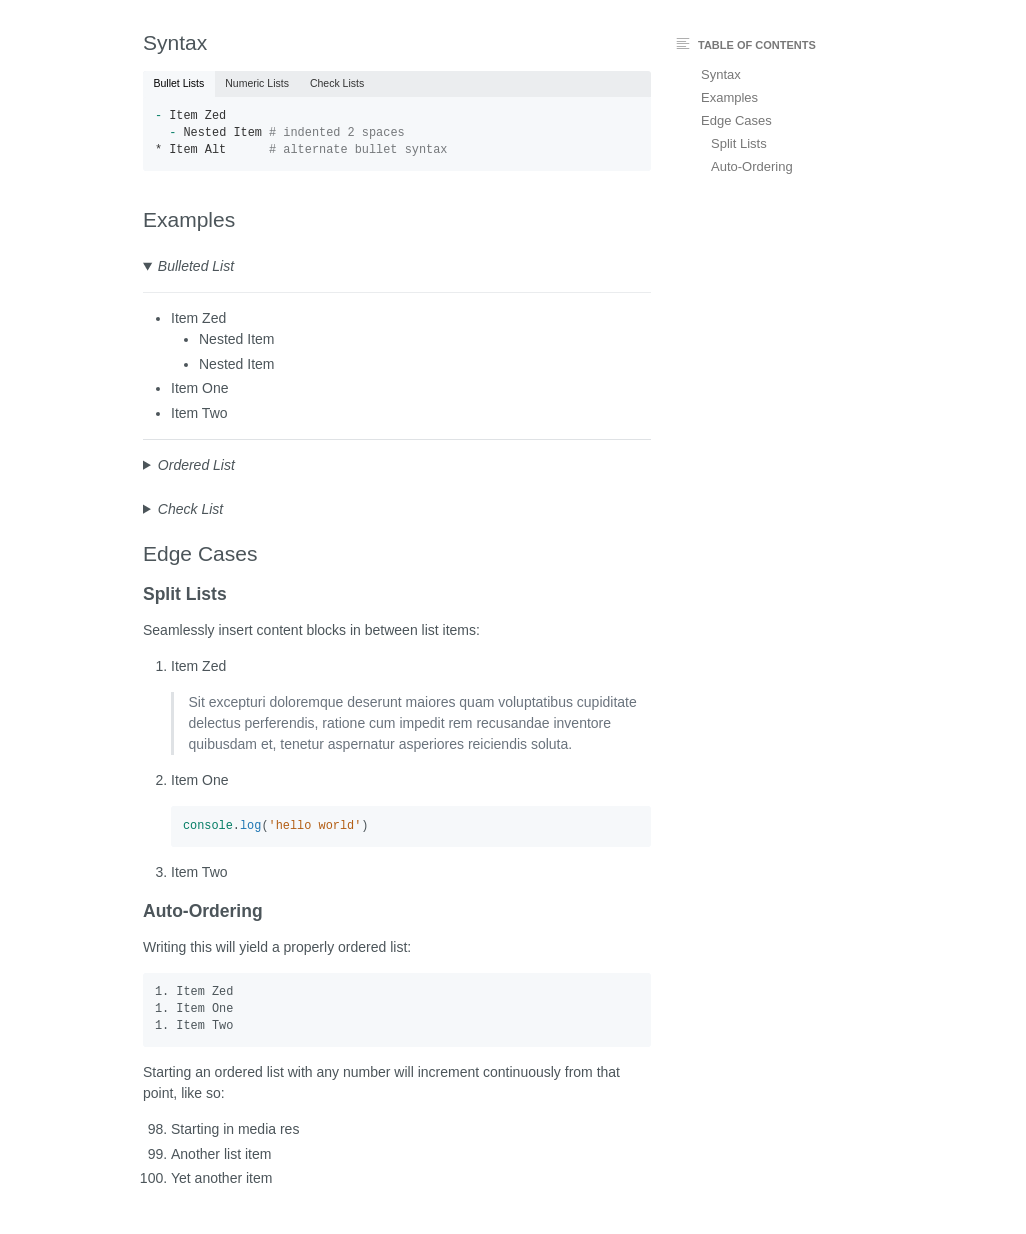 Syntax
Bullet Lists Numeric Lists Check Lists
- Item Zed
  - Nested Item # indented 2 spaces
* Item Alt      # alternate bullet syntax
Examples
Bulleted List
• Item Zed
• Nested Item
• Nested Item
• Item One
• Item Two
Ordered List
Check List
Edge Cases
Split Lists
Seamlessly insert content blocks in between list items:
1. Item Zed
Sit excepturi doloremque deserunt maiores quam voluptatibus cupiditate
delectus perferendis, ratione cum impedit rem recusandae inventore
quibusdam et, tenetur aspernatur asperiores reiciendis soluta.
2. Item One
console.log('hello world')
3. Item Two
Auto-Ordering
Writing this will yield a properly ordered list:
1. Item Zed
1. Item One
1. Item Two
Starting an ordered list with any number will increment continuously from that
point, like so:
98. Starting in media res
99. Another list item
100. Yet another item
TABLE OF CONTENTS
Syntax
Examples
Edge Cases
Split Lists
Auto-Ordering